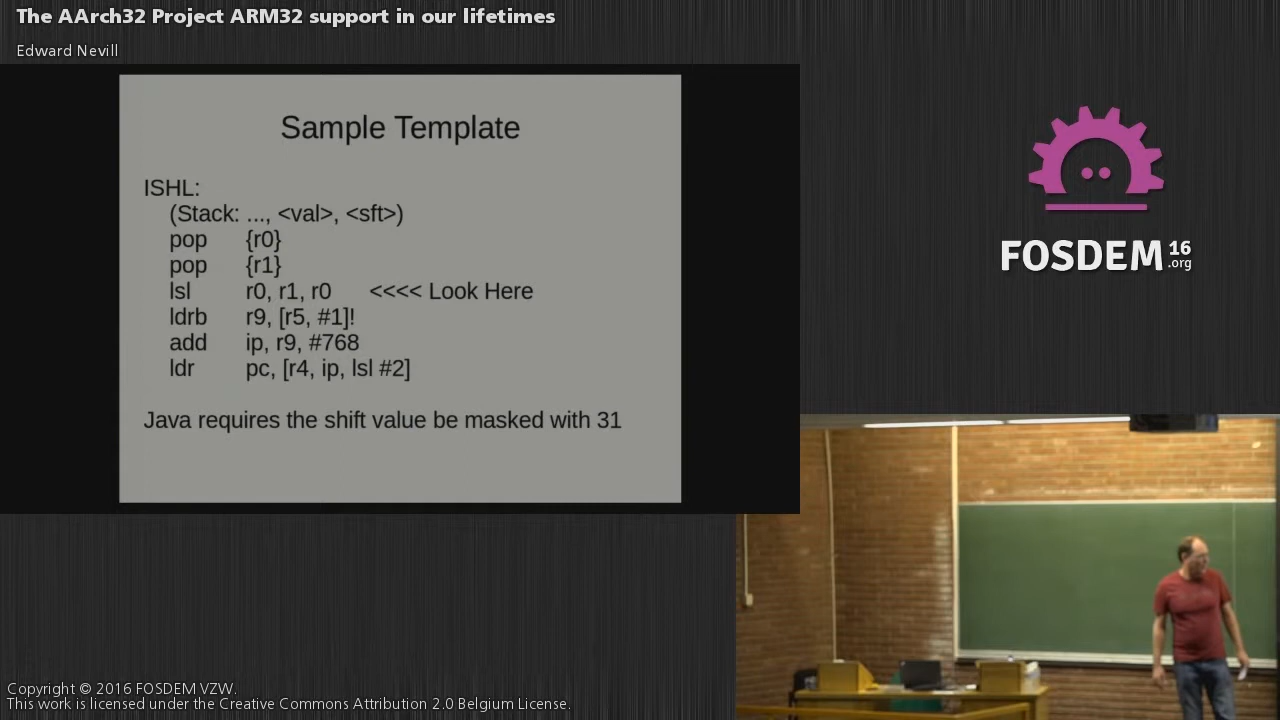 The AArch32 Project ARM32 support in our lifetimes
Edward Nevill
Sample Template
ISHL:
(Stack: ..., <val>, <sft>)
pop {r0}
pop {r1}
lsl r0, r1, r0 <<<< Look Here
ldrb r9, [r5, #1]!
add ip, r9, #768
ldr pc, [r4, ip, lsl #2]
Java requires the shift value be masked with 31
FOSDEM 16 .org
Copyright © 2016 FOSDEM VZW.
This work is licensed under the Creative Commons Attribution 2.0 Belgium License.